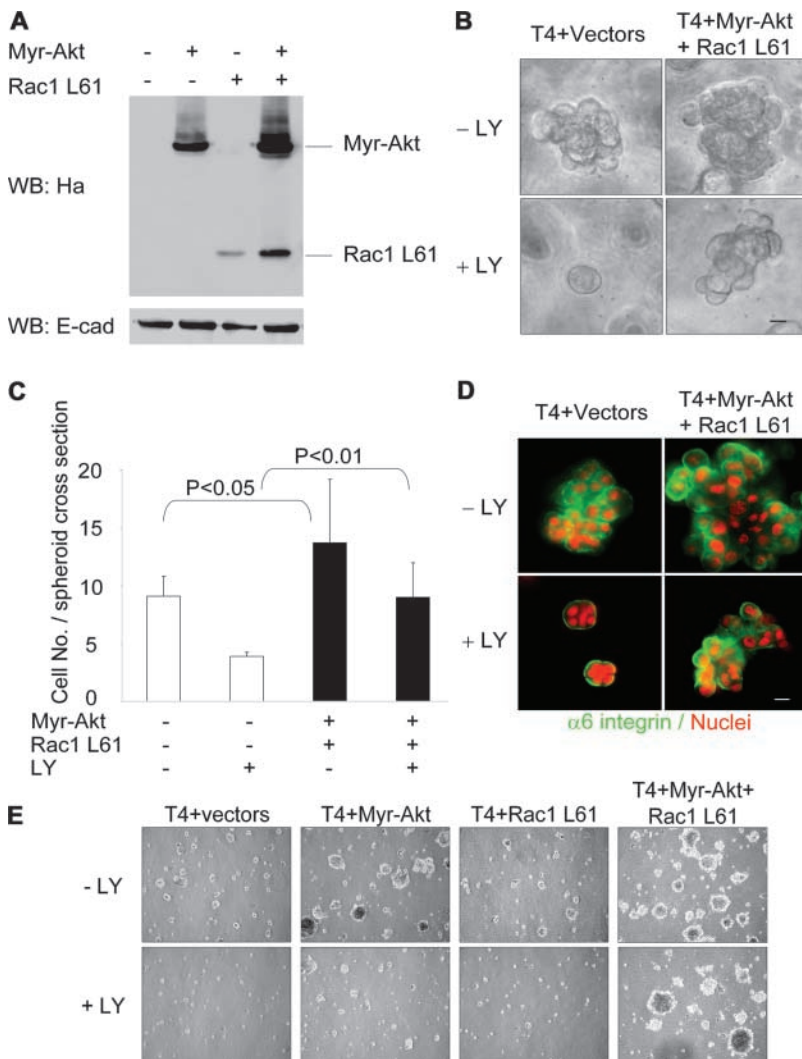 A
Myr-Akt - + - +
Rac1 L61 - - + +
WB: Ha
Myr-Akt
Rac1 L61
WB: E-cad
B
T4+Vectors
T4+Myr-Akt
+ Rac1 L61
– LY
+ LY
C
Cell No. / spheroid cross section
20
15
10
5
0
P<0.05
P<0.01
Myr-Akt - - + +
Rac1 L61 - - + +
LY - + - +
D
T4+Vectors
T4+Myr-Akt
+ Rac1 L61
– LY
+ LY
α6 integrin / Nuclei
E
T4+vectors
T4+Myr-Akt
T4+Rac1 L61
T4+Myr-Akt+
Rac1 L61
- LY
+ LY